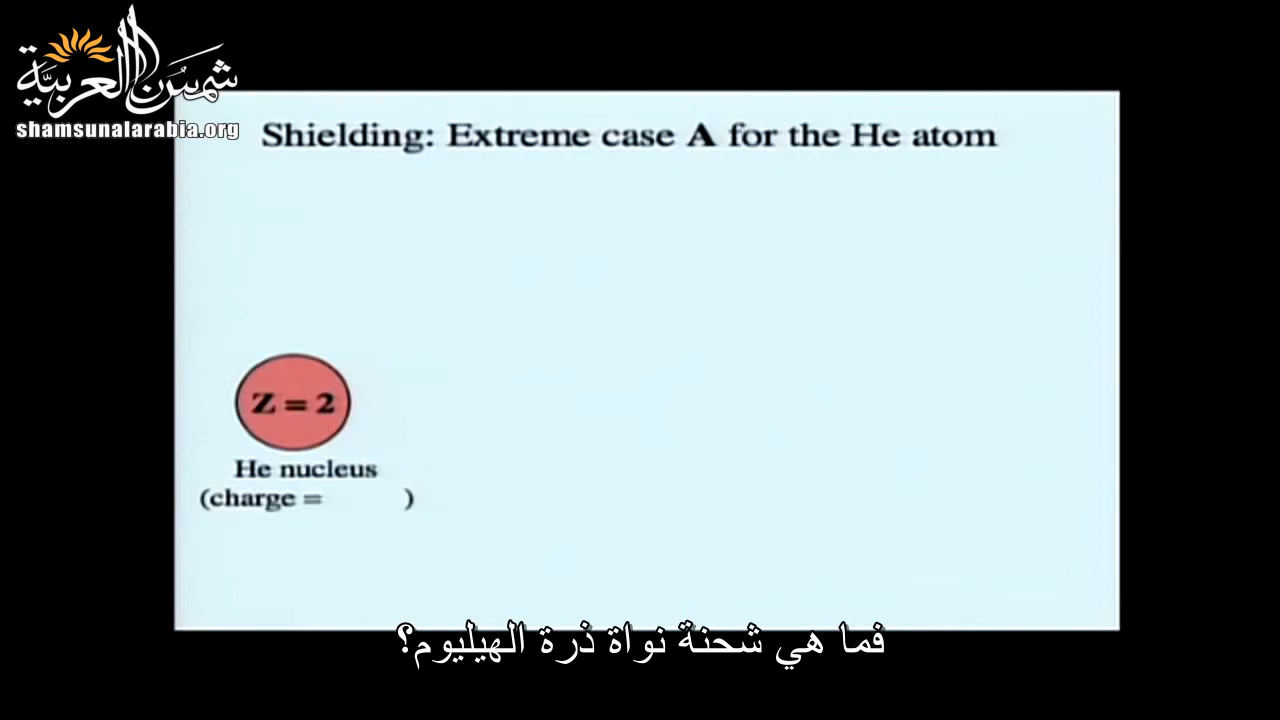 شمس العربية
shamsunalarabia.org
Shielding: Extreme case A for the He atom
Z = 2
He nucleus
(charge = )
فما هي شحنة نواة ذرة الهيليوم؟